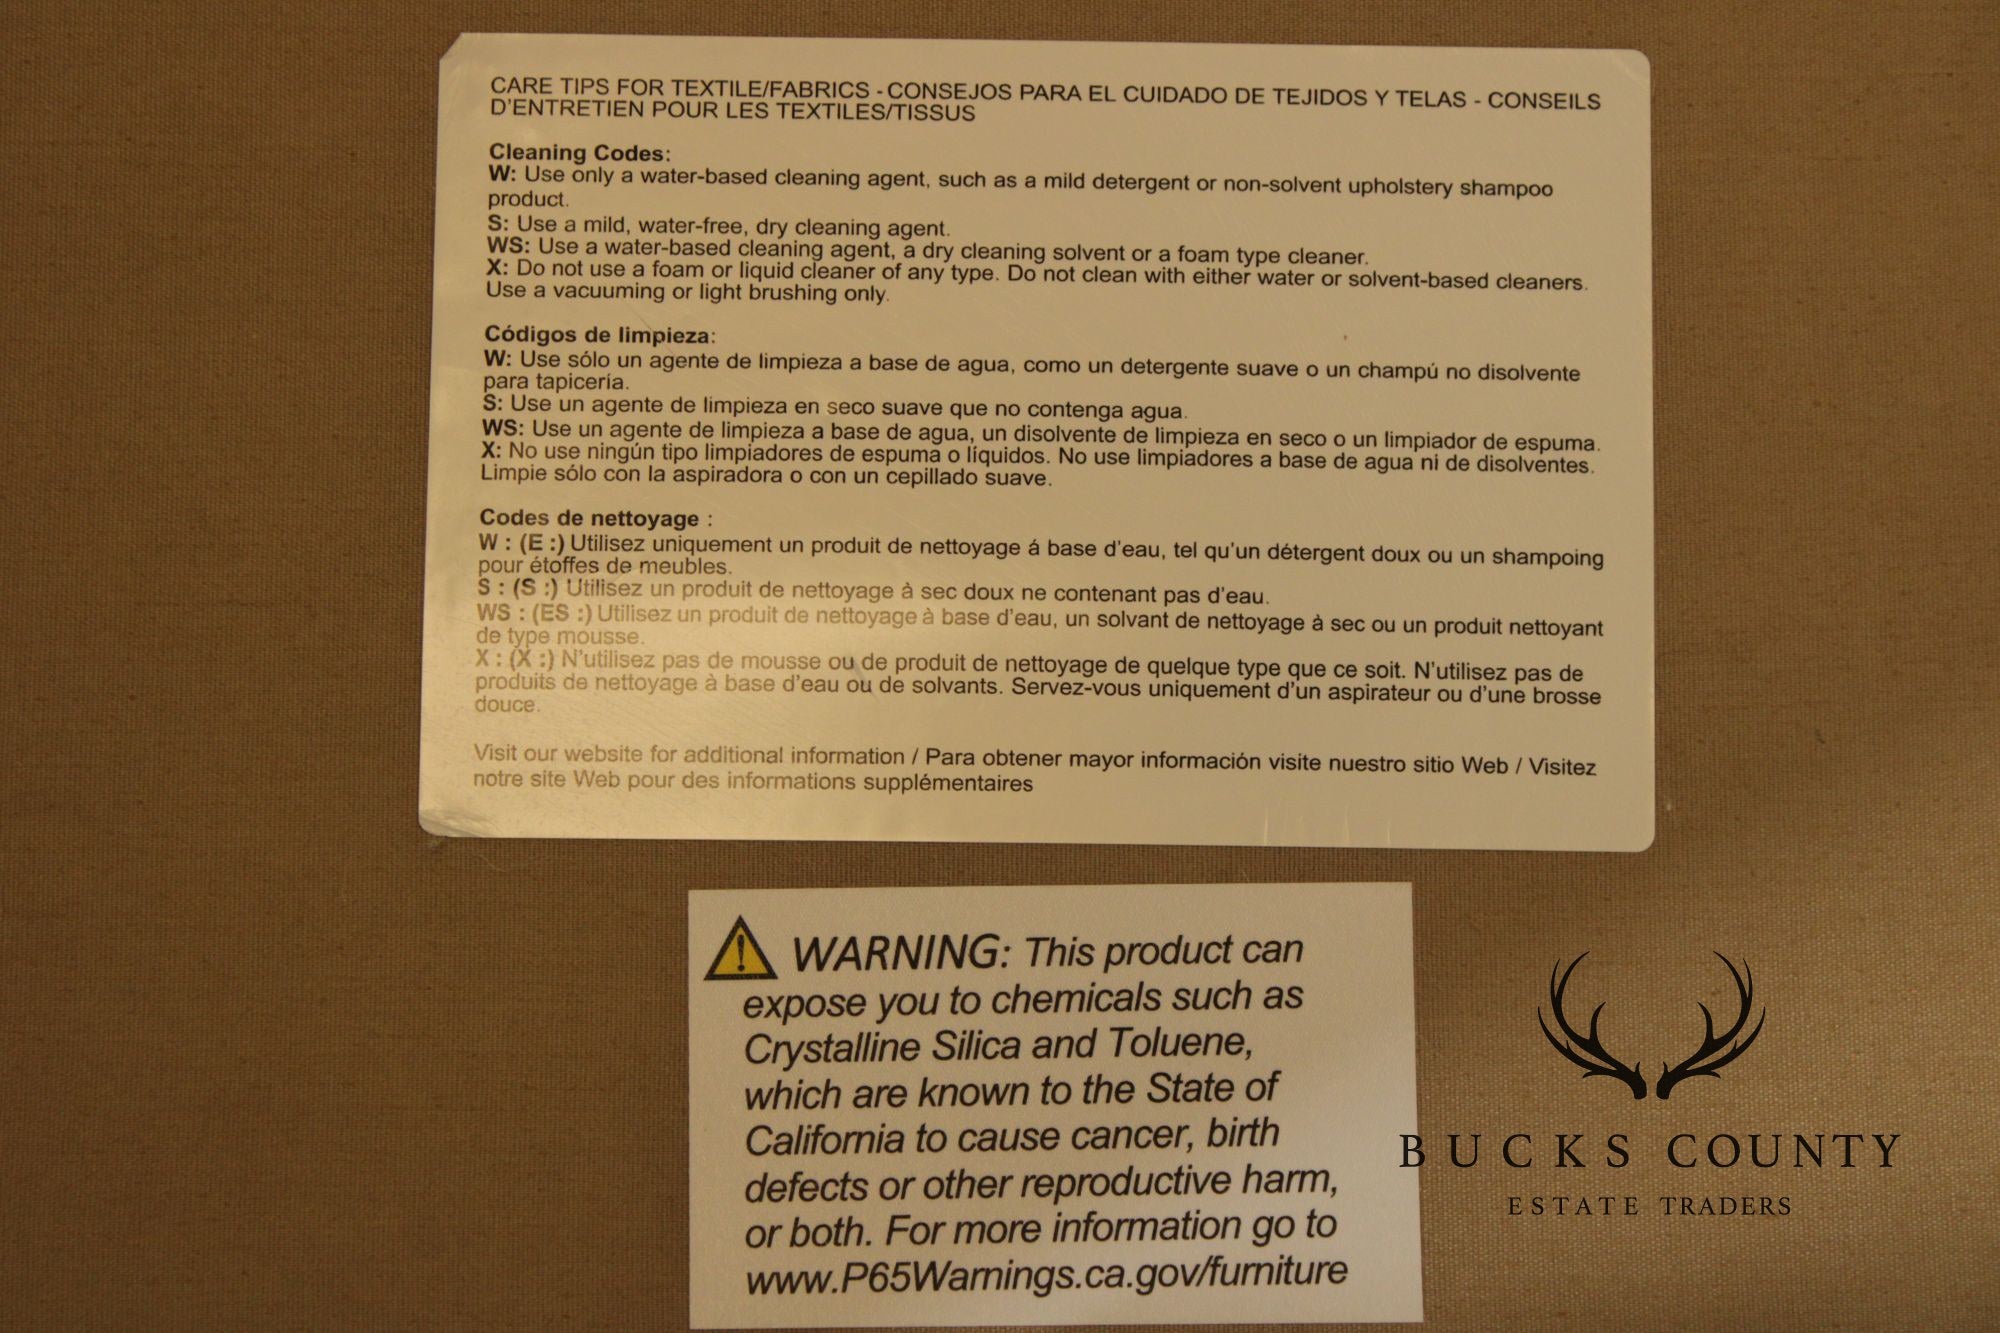 CARE TIPS FOR TEXTILE/FABRICS - CONSEJOS PARA EL CUIDADO DE TEJIDOS Y TELAS - CONSEILS
D'ENTRETIEN POUR LES TEXTILES/TISSUS
Cleaning Codes:
W: Use only a water-based cleaning agent, such as a mild detergent or non-solvent upholstery shampoo
product.
S: Use a mild, water-free, dry cleaning agent.
WS: Use a water-based cleaning agent, a dry cleaning solvent or a foam type cleaner.
X: Do not use a foam or liquid cleaner of any type. Do not clean with either water or solvent-based cleaners.
Use a vacuuming or light brushing only.
Códigos de limpieza:
W: Use sólo un agente de limpieza a base de agua, como un detergente suave o un champú no disolvente
para tapicería.
S: Use un agente de limpieza en seco suave que no contenga agua.
WS: Use un agente de limpieza a base de agua, un disolvente de limpieza en seco o un limpiador de espuma.
X: No use ningún tipo limpiadores de espuma o líquidos. No use limpiadores a base de agua ni de disolventes.
Limpie sólo con la aspiradora o con un cepillado suave.
Codes de nettoyage :
W : (E :) Utilisez uniquement un produit de nettoyage á base d'eau, tel qu'un détergent doux ou un shampoing
pour étoffes de meubles.
S : (S :) Utilisez un produit de nettoyage à sec doux ne contenant pas d'eau.
WS : (ES :) Utilisez un produit de nettoyage à base d'eau, un solvant de nettoyage à sec ou un produit nettoyant
de type mousse.
X : (X :) N'utilisez pas de mousse ou de produit de nettoyage de quelque type que ce soit. N'utilisez pas de
produits de nettoyage à base d'eau ou de solvants. Servez-vous uniquement d'un aspirateur ou d'une brosse
douce.
Visit our website for additional information / Para obtener mayor información visite nuestro sitio Web / Visitez
notre site Web pour des informations supplémentaires
WARNING: This product can
expose you to chemicals such as
Crystalline Silica and Toluene,
which are known to the State of
California to cause cancer, birth
defects or other reproductive harm,
or both. For more information go to
www.P65Warnings.ca.gov/furniture
BUCKS COUNTY
ESTATE TRADERS